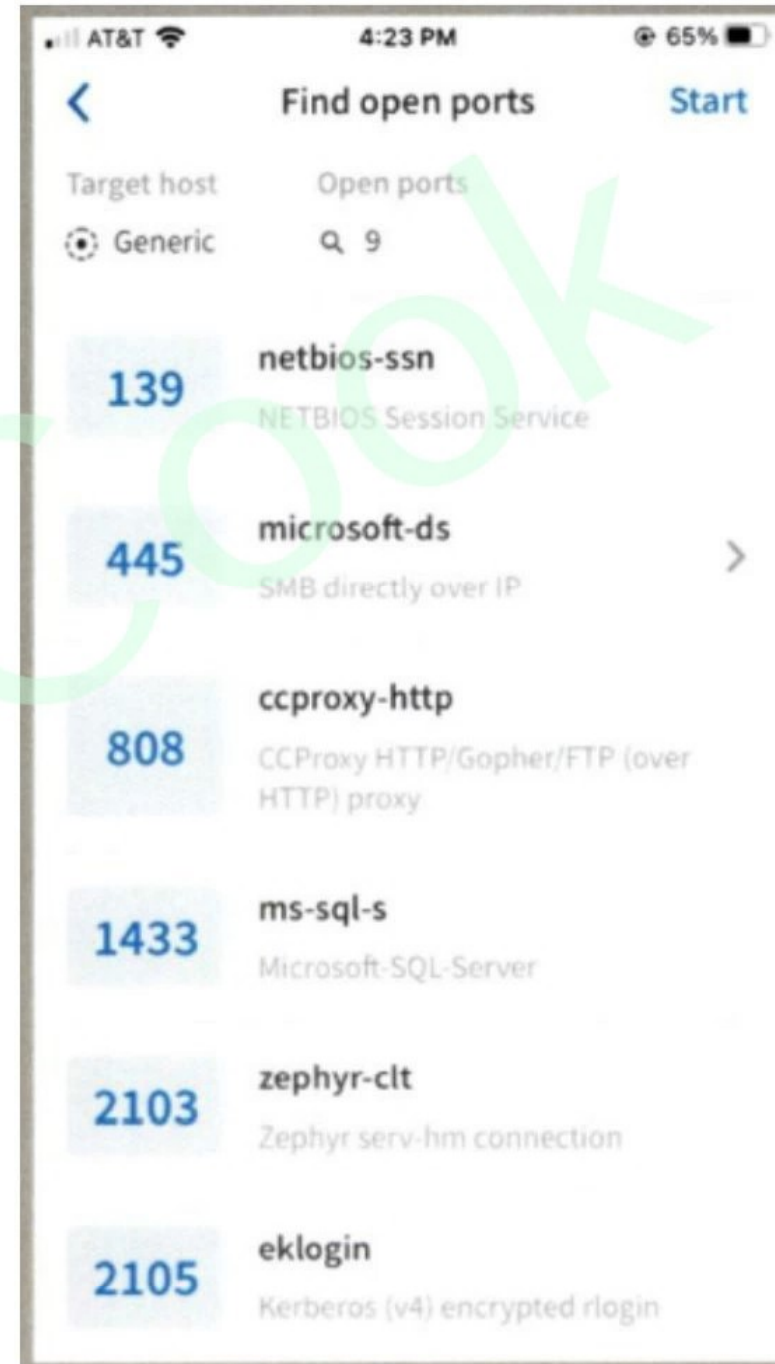 AT&T 4:23 PM 65%
Find open ports Start
Target host Open ports
Generic 9
139 netbios-ssn
NETBIOS Session Service
445 microsoft-ds
SMB directly over IP
808 ccproxy-http
CCProxy HTTP/Gopher/FTP (over
HTTP) proxy
1433 ms-sql-s
Microsoft-SQL-Server
2103 zephyr-clt
Zephyr serv-hm connection
2105 eklogin
Kerberos (v4) encrypted rlogin
Cook